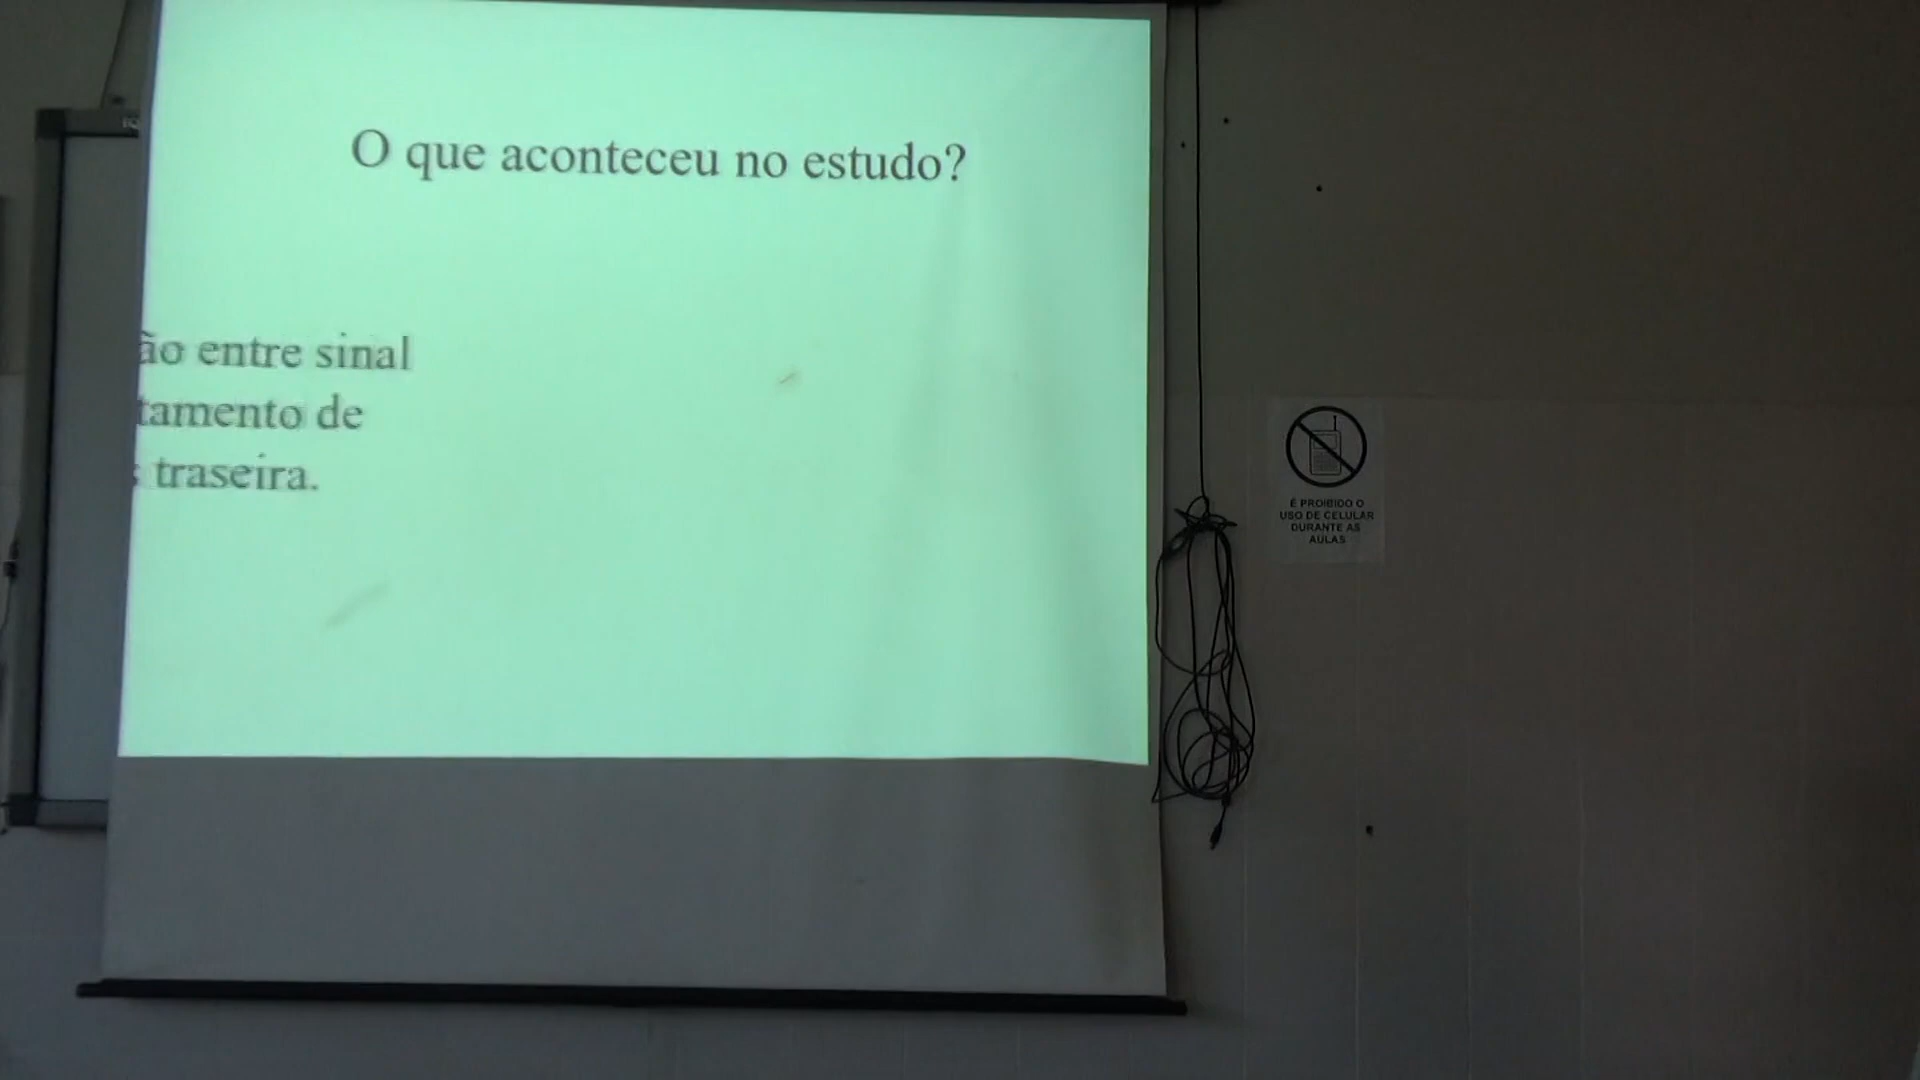 O que aconteceu no estudo?
ão entre sinal
tamento de
traseira.
É PROIBIDO O
USO DE CELULAR
DURANTE AS
AULAS